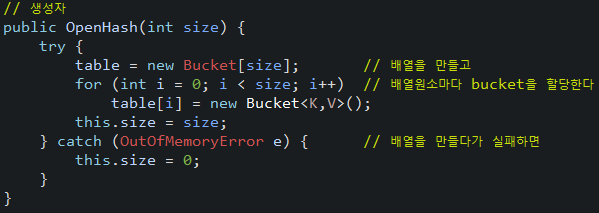 // 생성자
public OpenHash(int size) {
    try {
        table = new Bucket[size];        // 배열을 만들고
        for (int i = 0; i < size; i++)  // 배열원소마다 bucket을 할당한다
            table[i] = new Bucket<K,V>();
        this.size = size;
    } catch (OutOfMemoryError e) {       // 배열을 만들다가 실패하면
        this.size = 0;
    }
}